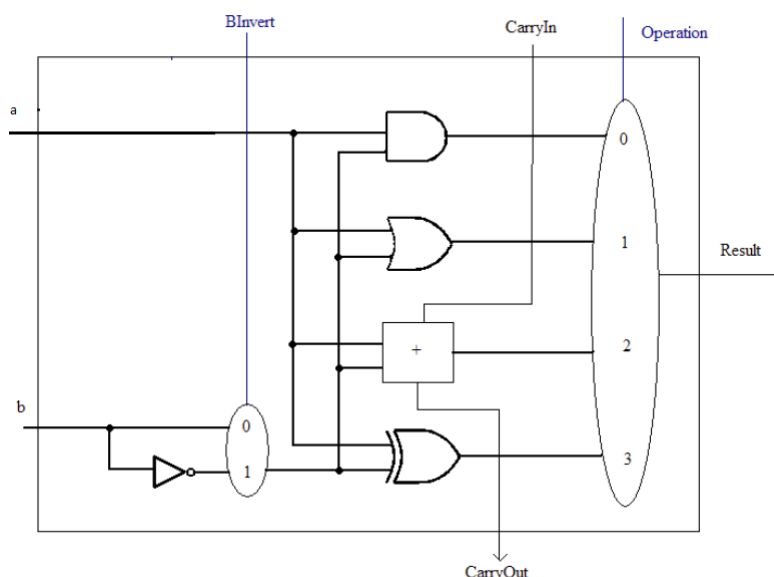 BInvert
CarryIn
Operation
a
0
1
Result
+
2
b
0
1
3
CarryOut